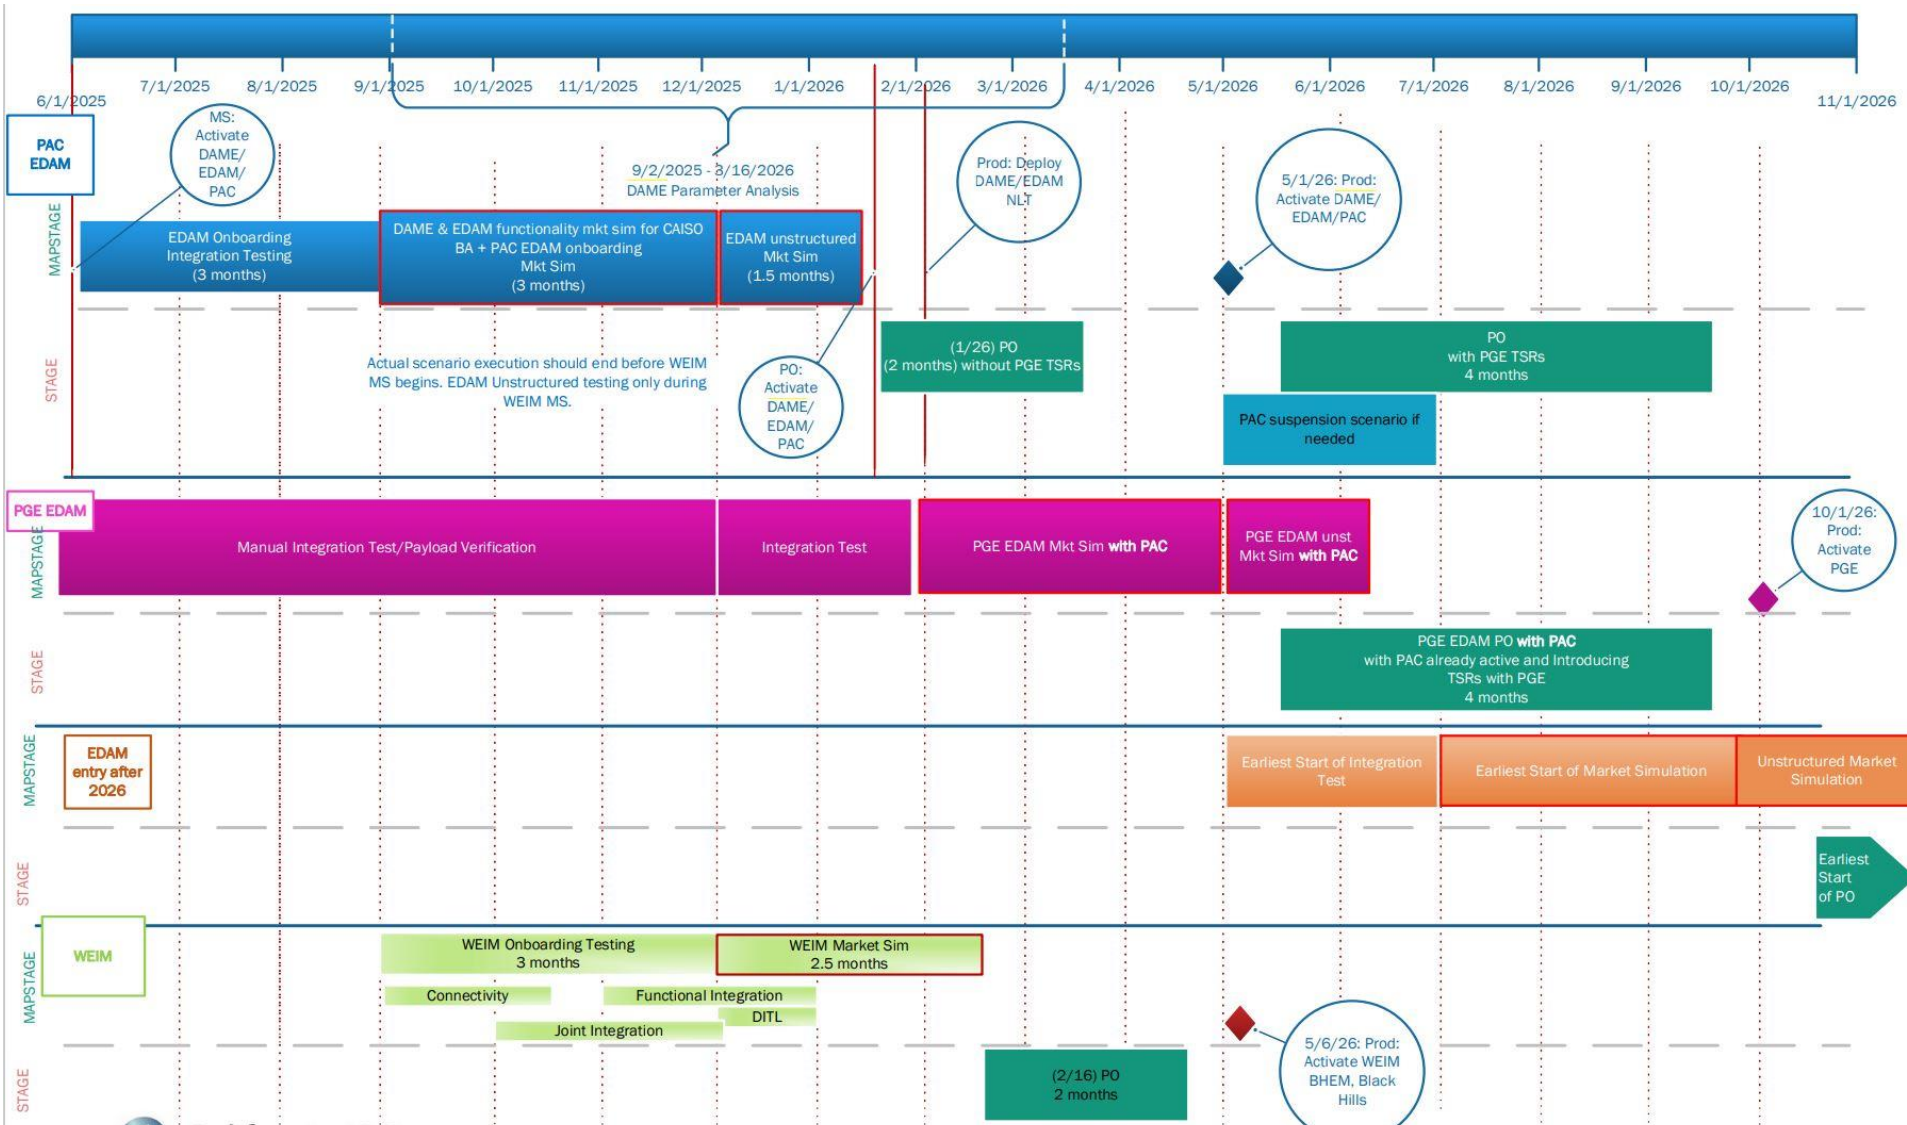 6/1/2025
7/1/2025
8/1/2025
9/1/2025
10/1/2025
11/1/2025
12/1/2025
1/1/2026
2/1/2026
3/1/2026
4/1/2026
5/1/2026
6/1/2026
7/1/2026
8/1/2026
9/1/2026
10/1/2026
11/1/2026
PAC
EDAM
MS:
Activate
DAME/
EDAM/
PAC
9/2/2025 - 3/16/2026
DAME Parameter Analysis
Prod: Deploy
DAME/EDAM
NLT
5/1/26: Prod:
Activate DAME/
EDAM/PAC
MAPSTAGE
EDAM Onboarding
Integration Testing
(3 months)
DAME & EDAM functionality mkt sim for CAISO
BA + PAC EDAM onboarding
Mkt Sim
(3 months)
EDAM unstructured
Mkt Sim
(1.5 months)
STAGE
Actual scenario execution should end before WEIM
MS begins. EDAM Unstructured testing only during
WEIM MS.
PO:
Activate
DAME/
EDAM/
PAC
(1/26) PO
(2 months) without PGE TSRs
PO
with PGE TSRs
4 months
PAC suspension scenario if
needed
PGE EDAM
MAPSTAGE
Manual Integration Test/Payload Verification
Integration Test
PGE EDAM Mkt Sim with PAC
PGE EDAM unst
Mkt Sim with PAC
10/1/26:
Prod:
Activate
PGE
STAGE
PGE EDAM PO with PAC
with PAC already active and Introducing
TSRs with PGE
4 months
MAPSTAGE
EDAM
entry after
2026
Earliest Start of Integration
Test
Earliest Start of Market Simulation
Unstructured Market
Simulation
STAGE
Earliest
Start
of PO
WEIM
MAPSTAGE
WEIM Onboarding Testing
3 months
WEIM Market Sim
2.5 months
Connectivity
Functional Integration
DITL
Joint Integration
5/6/26: Prod:
Activate WEIM
BHEM, Black
Hills
STAGE
(2/16) PO
2 months